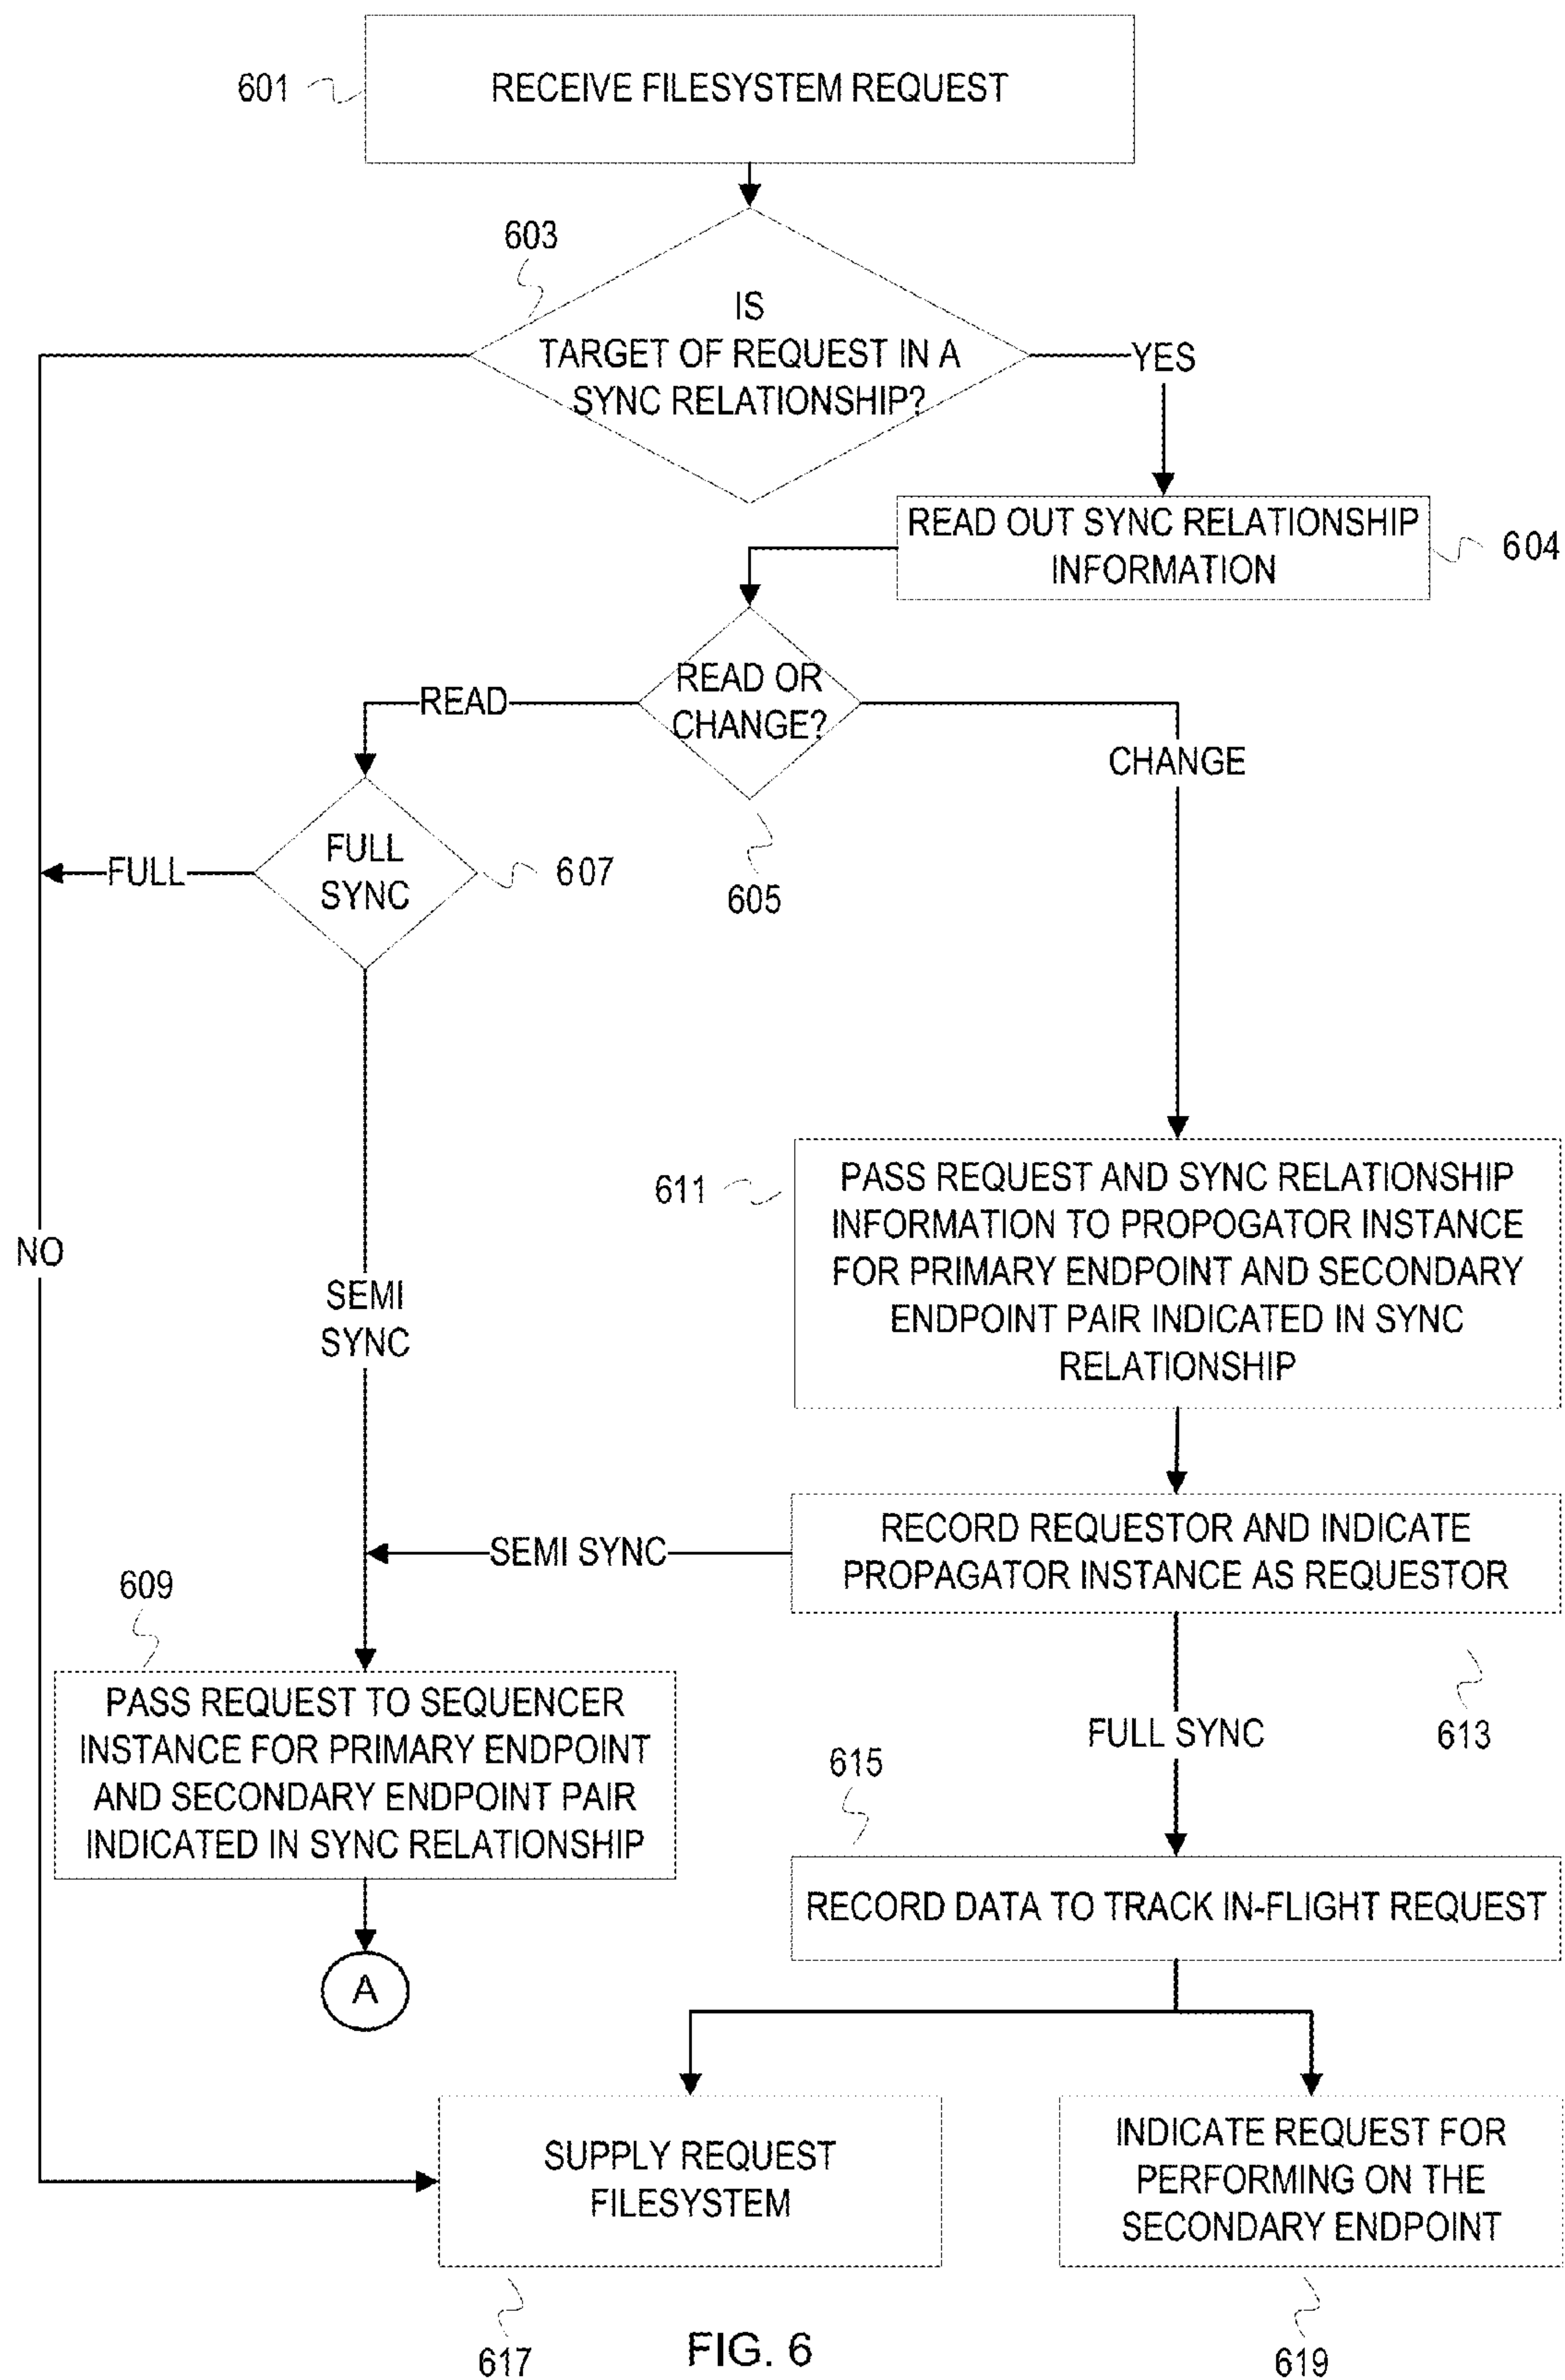 601
RECEIVE FILESYSTEM REQUEST
603
IS
TARGET OF REQUEST IN A
SYNC RELATIONSHIP?
YES
READ OUT SYNC RELATIONSHIP
INFORMATION
604
READ OR
CHANGE?
READ
CHANGE
605
FULL
SYNC
FULL
607
NO
SEMI
SYNC
611
PASS REQUEST AND SYNC RELATIONSHIP
INFORMATION TO PROPOGATOR INSTANCE
FOR PRIMARY ENDPOINT AND SECONDARY
ENDPOINT PAIR INDICATED IN SYNC
RELATIONSHIP
RECORD REQUESTOR AND INDICATE
PROPAGATOR INSTANCE AS REQUESTOR
SEMI SYNC
613
609
PASS REQUEST TO SEQUENCER
INSTANCE FOR PRIMARY ENDPOINT
AND SECONDARY ENDPOINT PAIR
INDICATED IN SYNC RELATIONSHIP
A
FULL SYNC
615
RECORD DATA TO TRACK IN-FLIGHT REQUEST
SUPPLY REQUEST
FILESYSTEM
617
INDICATE REQUEST FOR
PERFORMING ON THE
SECONDARY ENDPOINT
619
FIG. 6